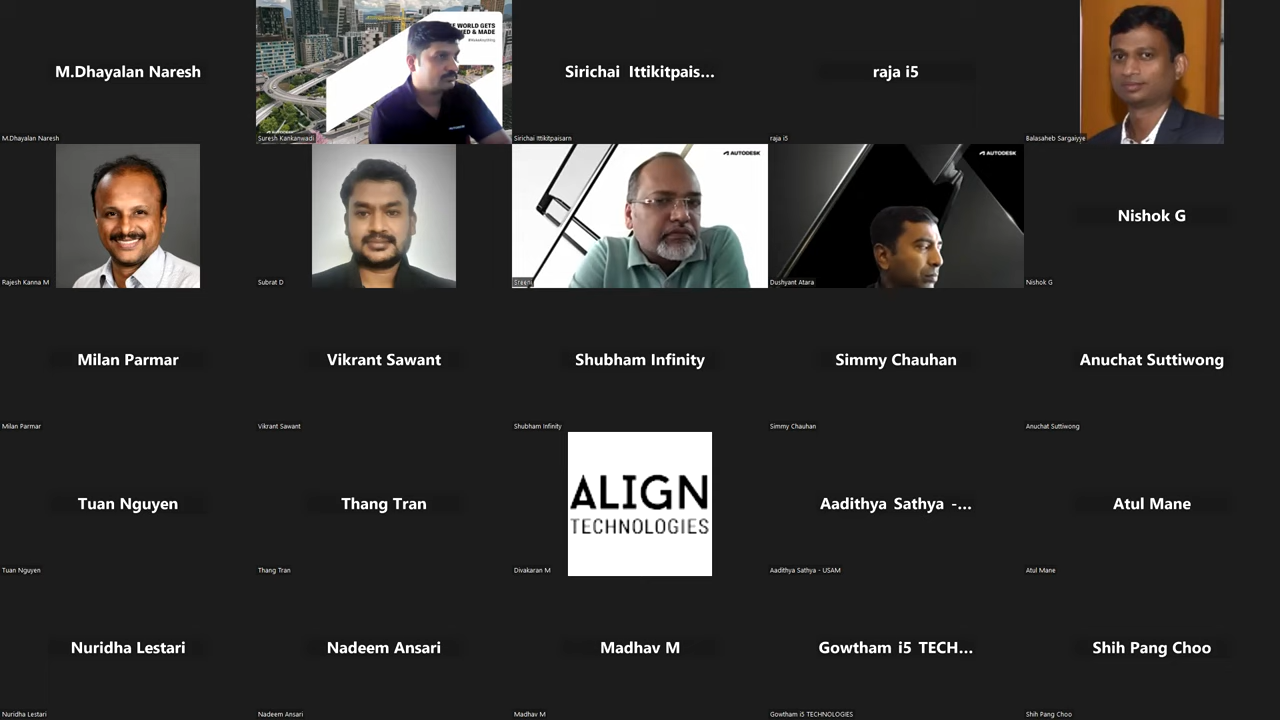 M.Dhayalan Naresh
M.Dhayalan Naresh
WORLD GETS
& MADE
Suresh Kankanwadi
Sirichai Ittikitpais...
Sirichai Ittikitpaisarn
raja i5
raja i5
Balasaheb Sargaiyye
Rajesh Kanna M
Subrat D
AUTODESK
AUTODESK
Dushyant Atara
Nishok G
Nishok G
Milan Parmar
Milan Parmar
Vikrant Sawant
Vikrant Sawant
Shubham Infinity
Shubham Infinity
Simmy Chauhan
Simmy Chauhan
Anuchat Suttiwong
Anuchat Suttiwong
Tuan Nguyen
Tuan Nguyen
Thang Tran
Thang Tran
ALIGN
TECHNOLOGIES
Divakaran M
Aadithya Sathya -...
Aadithya Sathya - USAM
Atul Mane
Atul Mane
Nuridha Lestari
Nuridha Lestari
Nadeem Ansari
Nadeem Ansari
Madhav M
Madhav M
Gowtham i5 TECH...
Gowtham i5 TECHNOLOGIES
Shih Pang Choo
Shih Pang Choo